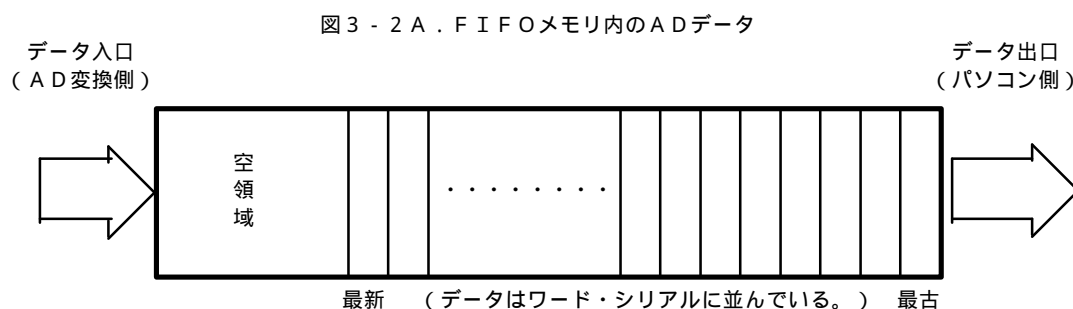 図３－２Ａ．ＦＩＦＯメモリ内のＡＤデータ
データ入口
（ＡＤ変換側）
データ出口
（パソコン側）
空
領
域
・・・・・・・・
最新　（データはワード・シリアルに並んでいる。）　最古